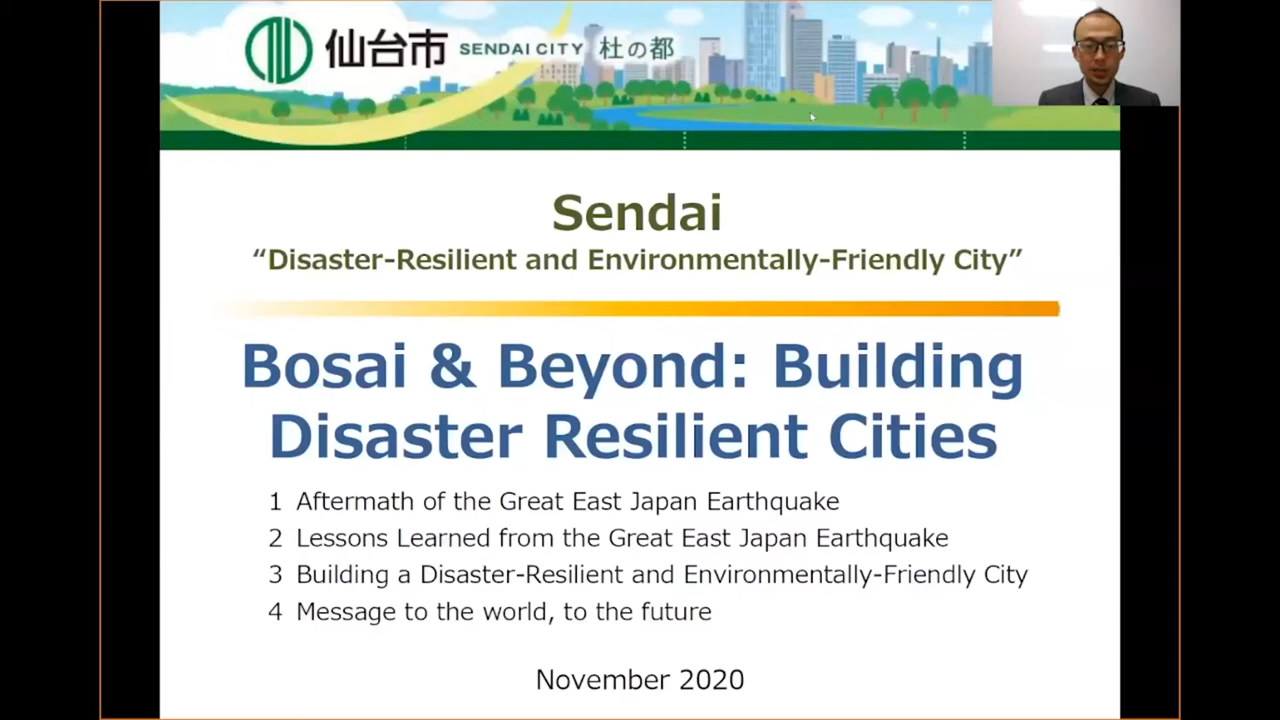 仙台市 SENDAI CITY 杜の都
Sendai
“Disaster-Resilient and Environmentally-Friendly City”
Bosai & Beyond: Building
Disaster Resilient Cities
1 Aftermath of the Great East Japan Earthquake
2 Lessons Learned from the Great East Japan Earthquake
3 Building a Disaster-Resilient and Environmentally-Friendly City
4 Message to the world, to the future
November 2020